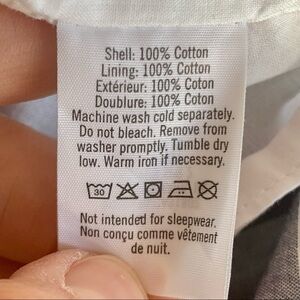 Shell: 100% Cotton
Lining: 100% Cotton
Extérieur: 100% Coton
Doublure: 100% Coton
Machine wash cold separately.
Do not bleach. Remove from
washer promptly. Tumble dry
low. Warm iron if necessary.
30
Not intended for sleepwear.
Non conçu comme vêtement
de nuit.